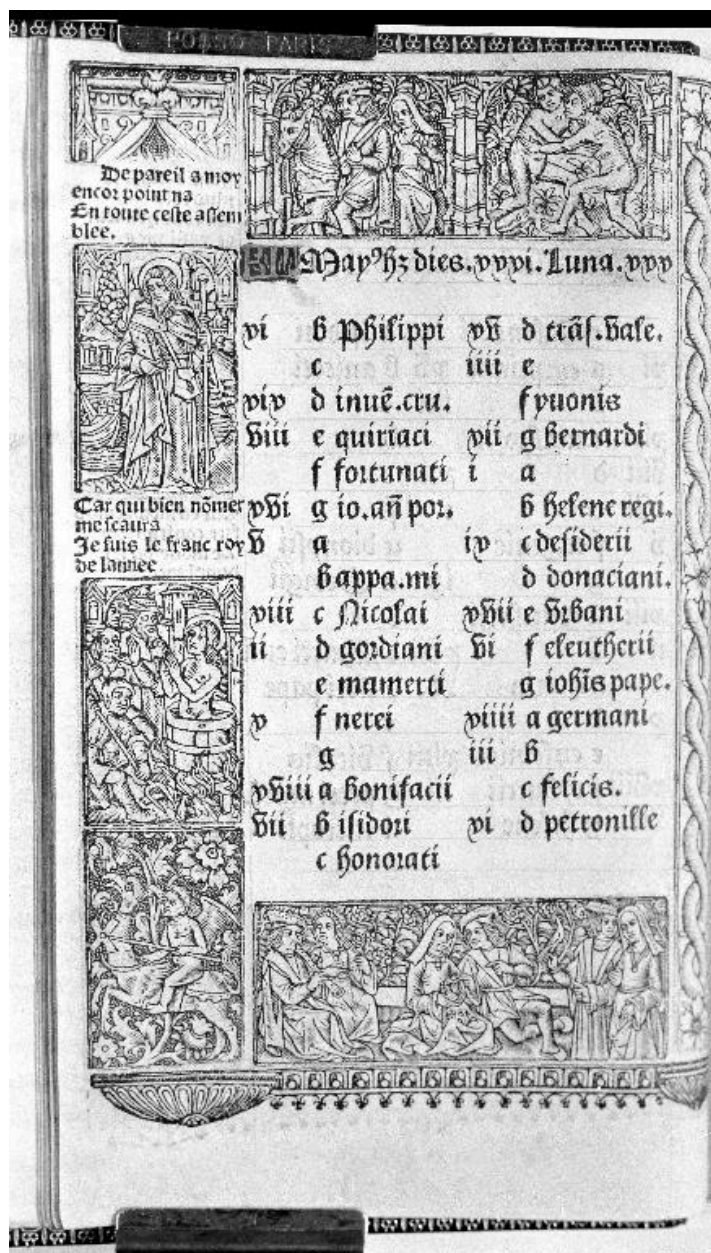 De pareil a moy
encor point na
En toute ceste assem
blee.
Car qui bien nõmer
me scaura
Je suis le franc roy
de lannee
Mayꝰ hʒ dies.xxxi.Luna.xxx
xi b Philippi
c
xix d inuẽ.cru.
viii e quiriaci
f fortunati
xvi g io.añ por.
v a
b appa.mi
xiii c Nicolai
ii d gordiani
e mamerti
x f nerei
g
xviii a bonifacii
vii b isidori
c honorati
xv d trãs.vale.
iiii e
f yuonis
xii g bernardi
i a
b helene regi.
ix c desiderii
d donaciani.
xvii e vrbani
vi f eleutherii
g iohis pape.
xiiii a germani
iii b
c felicis.
xi d petronille